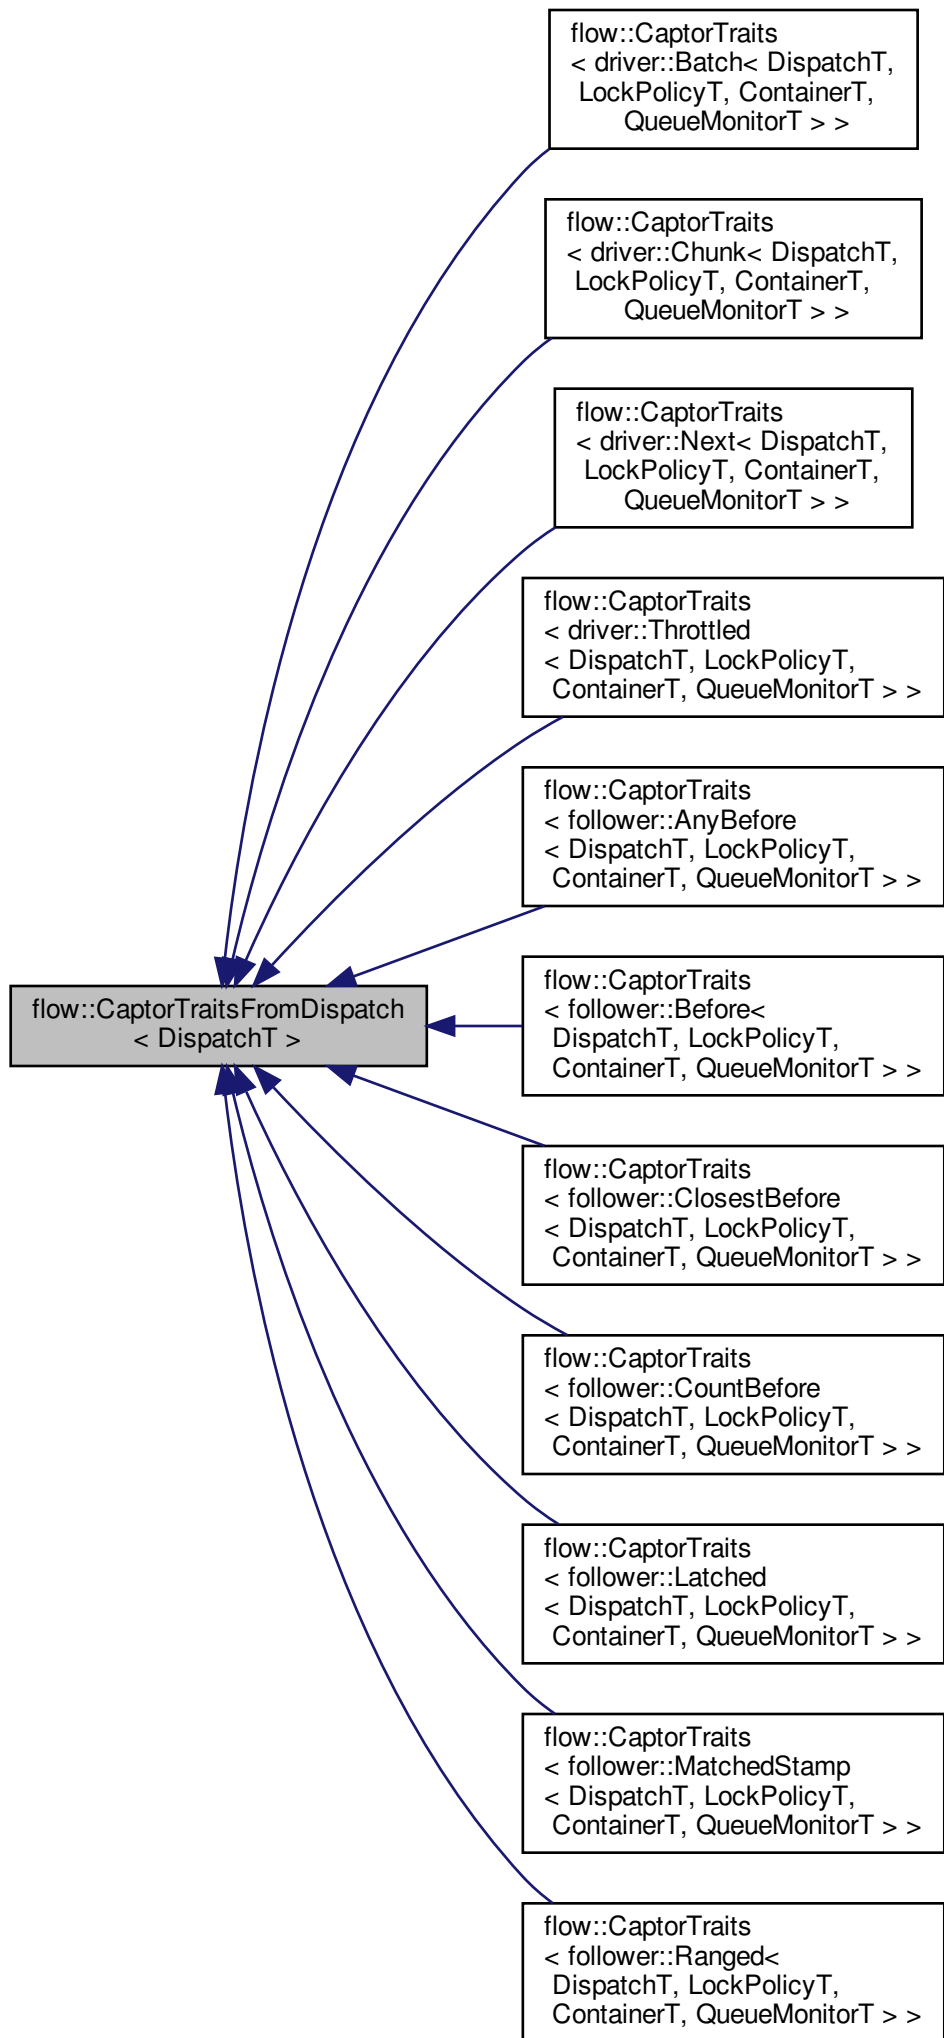 flow::CaptorTraits
< driver::Batch< DispatchT,
LockPolicyT, ContainerT,
QueueMonitorT > >
flow::CaptorTraits
< driver::Chunk< DispatchT,
LockPolicyT, ContainerT,
QueueMonitorT > >
flow::CaptorTraits
< driver::Next< DispatchT,
LockPolicyT, ContainerT,
QueueMonitorT > >
flow::CaptorTraits
< driver::Throttled
< DispatchT, LockPolicyT,
ContainerT, QueueMonitorT > >
flow::CaptorTraits
< follower::AnyBefore
< DispatchT, LockPolicyT,
ContainerT, QueueMonitorT > >
flow::CaptorTraitsFromDispatch
< DispatchT >
flow::CaptorTraits
< follower::Before<
DispatchT, LockPolicyT,
ContainerT, QueueMonitorT > >
flow::CaptorTraits
< follower::ClosestBefore
< DispatchT, LockPolicyT,
ContainerT, QueueMonitorT > >
flow::CaptorTraits
< follower::CountBefore
< DispatchT, LockPolicyT,
ContainerT, QueueMonitorT > >
flow::CaptorTraits
< follower::Latched
< DispatchT, LockPolicyT,
ContainerT, QueueMonitorT > >
flow::CaptorTraits
< follower::MatchedStamp
< DispatchT, LockPolicyT,
ContainerT, QueueMonitorT > >
flow::CaptorTraits
< follower::Ranged<
DispatchT, LockPolicyT,
ContainerT, QueueMonitorT > >